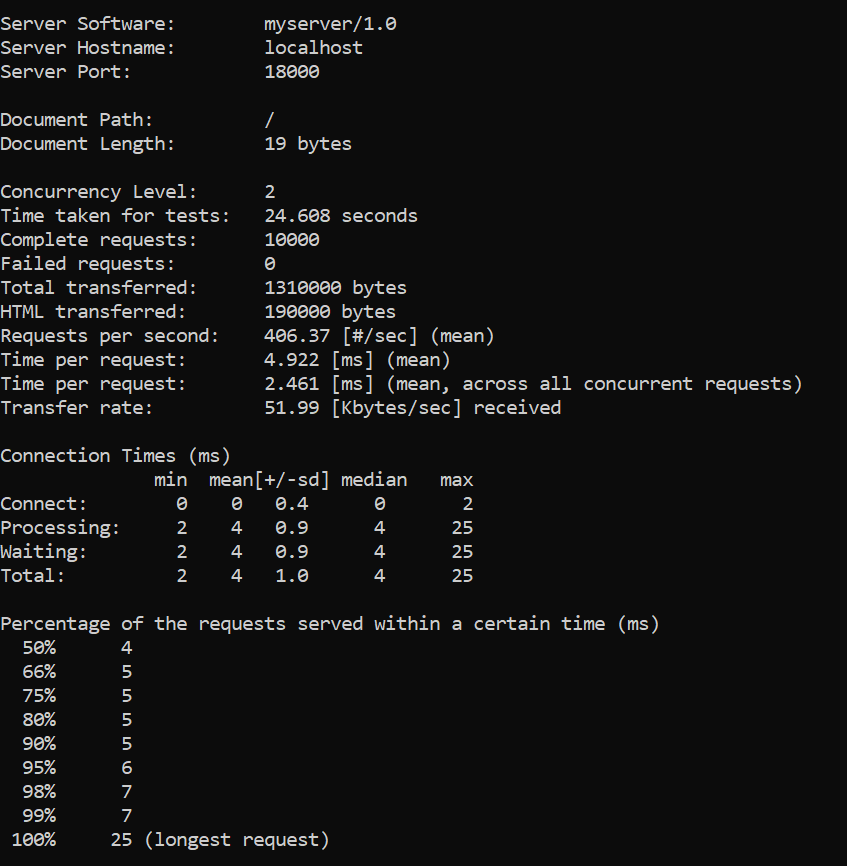 Server Software:        myserver/1.0
Server Hostname:        localhost
Server Port:            18000

Document Path:          /
Document Length:        19 bytes

Concurrency Level:      2
Time taken for tests:   24.608 seconds
Complete requests:      10000
Failed requests:        0
Total transferred:      1310000 bytes
HTML transferred:       190000 bytes
Requests per second:    406.37 [#/sec] (mean)
Time per request:       4.922 [ms] (mean)
Time per request:       2.461 [ms] (mean, across all concurrent requests)
Transfer rate:          51.99 [Kbytes/sec] received

Connection Times (ms)
              min  mean[+/-sd] median   max
Connect:        0    0   0.4      0       2
Processing:     2    4   0.9      4      25
Waiting:        2    4   0.9      4      25
Total:          2    4   1.0      4      25

Percentage of the requests served within a certain time (ms)
  50%      4
  66%      5
  75%      5
  80%      5
  90%      5
  95%      6
  98%      7
  99%      7
 100%     25 (longest request)